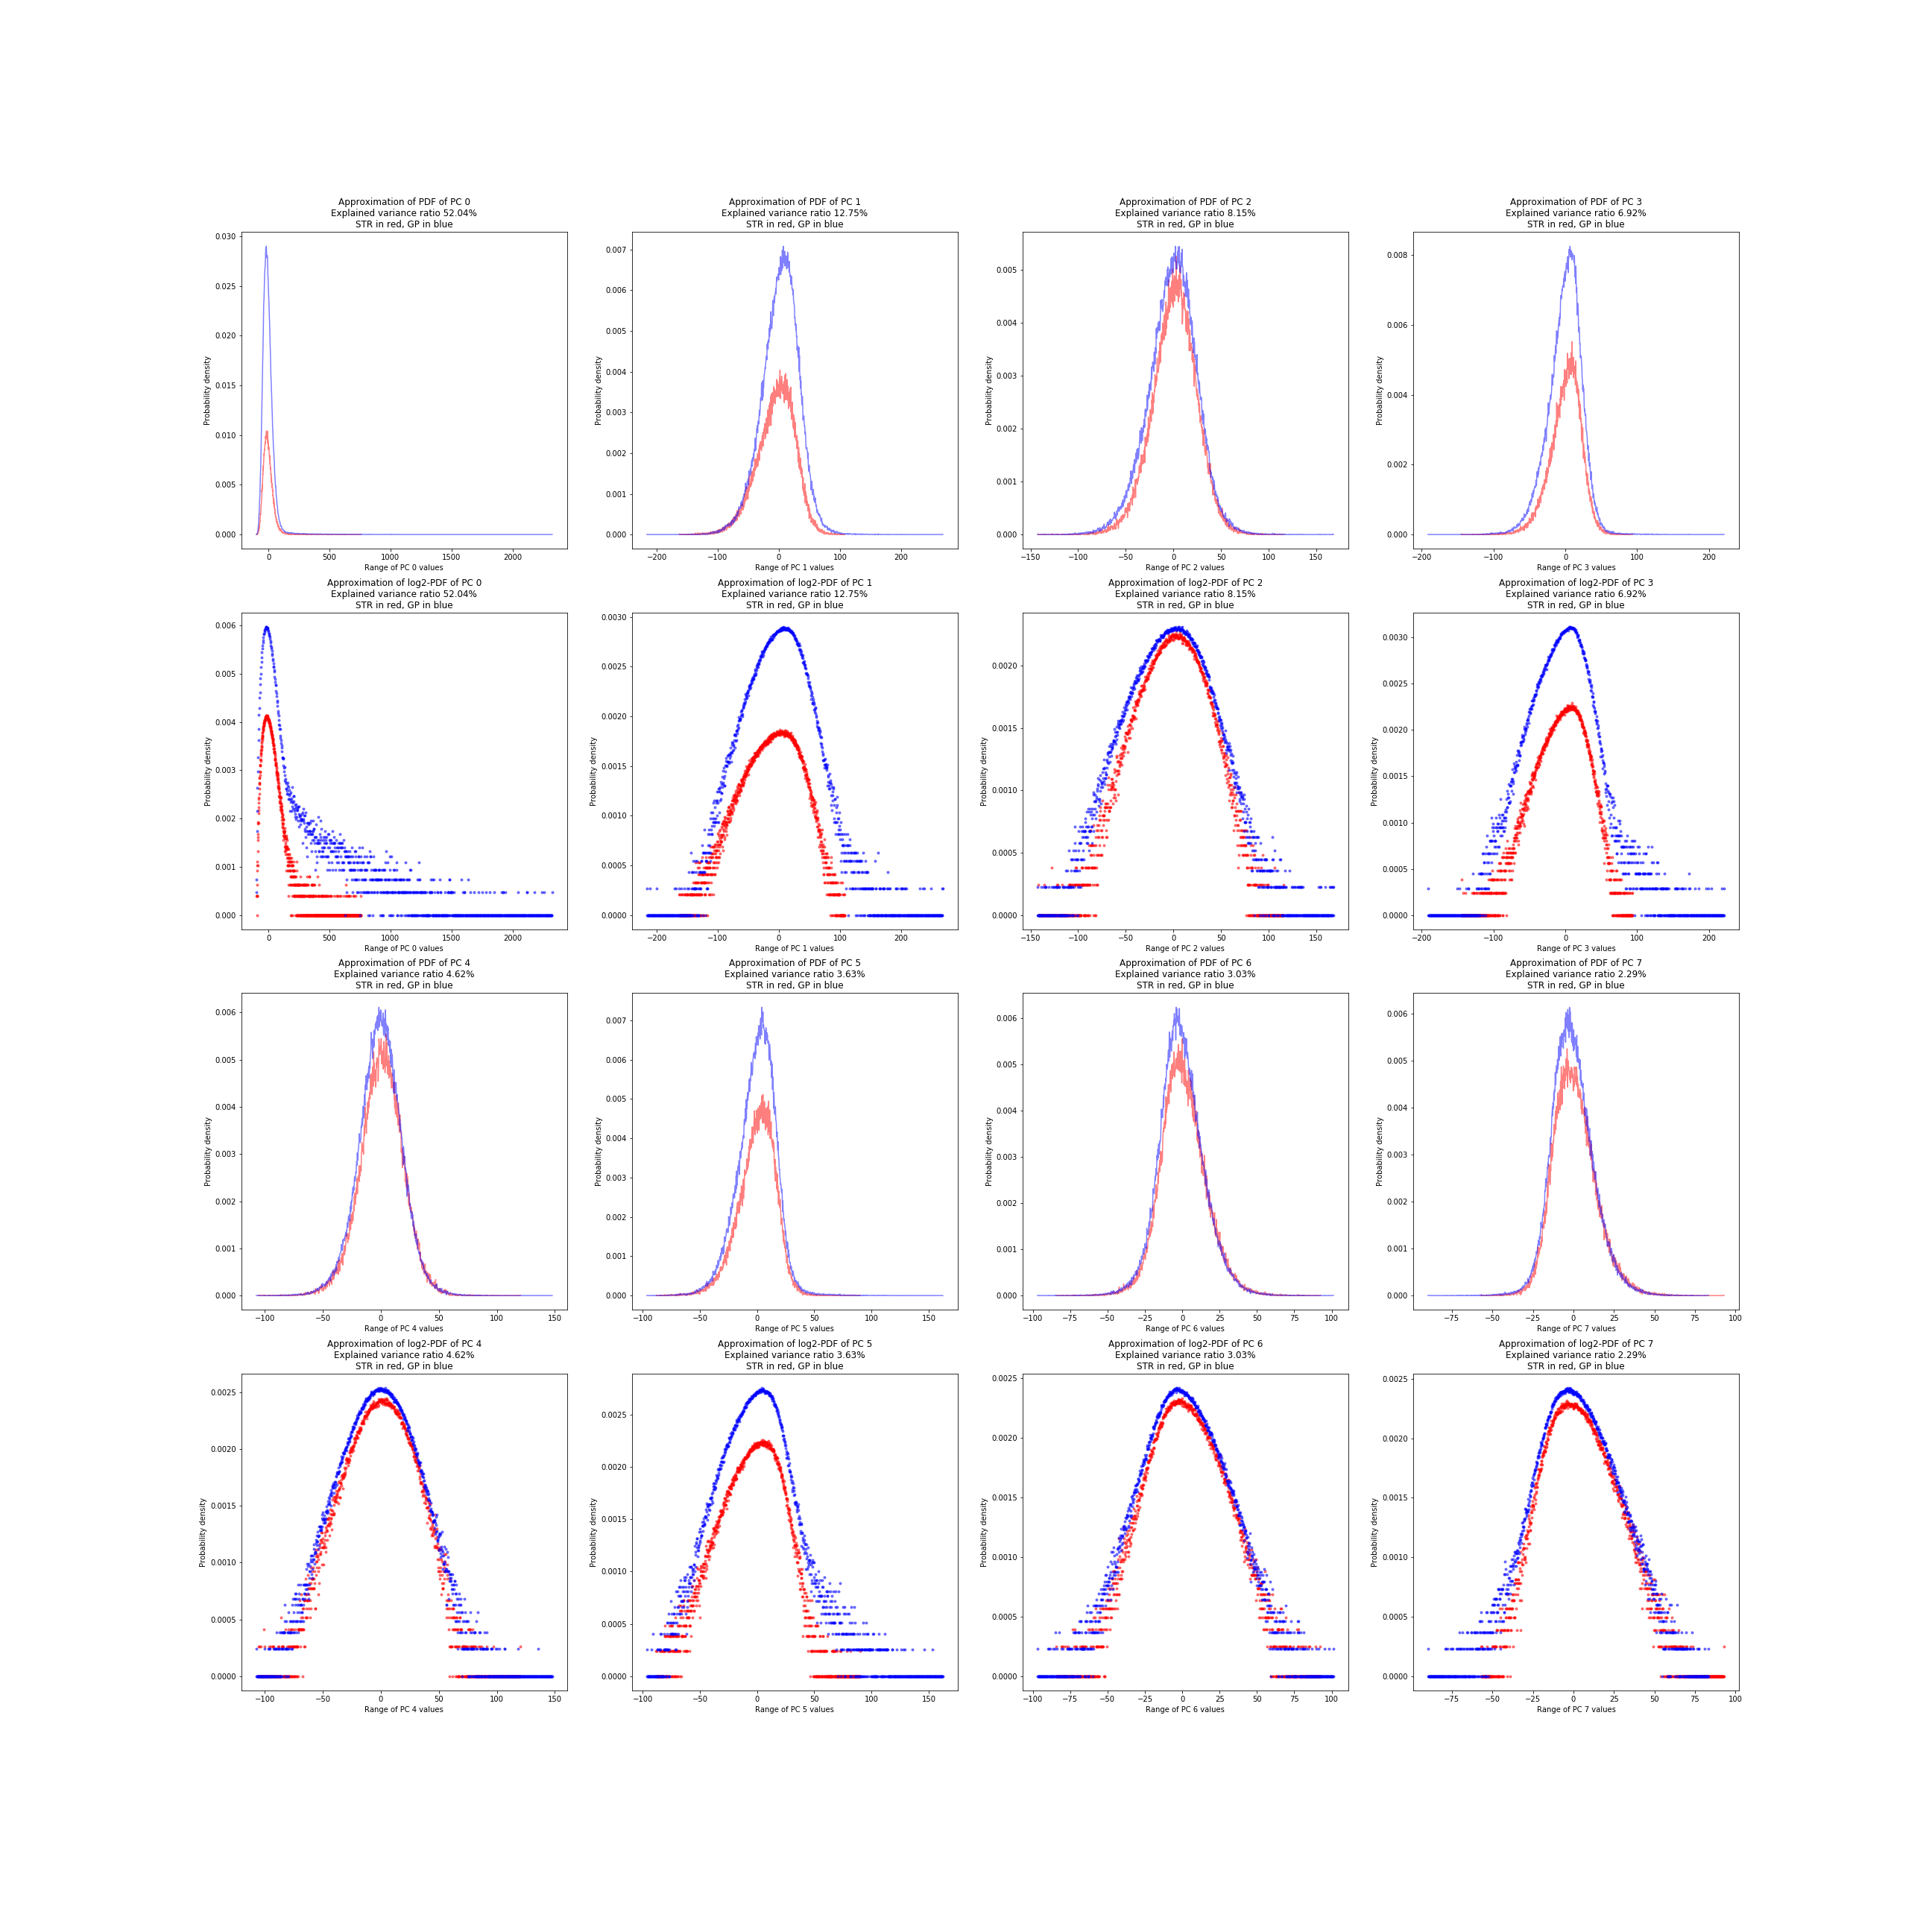 Approximation of PDF of PC 0
Explained variance ratio 52.04%
STR in red, GP in blue
0.030
0.025
0.020
0.015
0.010
0.005
0.000
Probability density
0 500 1000 1500 2000
Range of PC 0 values
Approximation of PDF of PC 1
Explained variance ratio 12.75%
STR in red, GP in blue
0.007
0.006
0.005
0.004
0.003
0.002
0.001
0.000
Probability density
−200 −100 0 100 200
Range of PC 1 values
Approximation of PDF of PC 2
Explained variance ratio 8.15%
STR in red, GP in blue
0.005
0.004
0.003
0.002
0.001
0.000
Probability density
−150 −100 −50 0 50 100 150
Range of PC 2 values
Approximation of PDF of PC 3
Explained variance ratio 6.92%
STR in red, GP in blue
0.008
0.006
0.004
0.002
0.000
Probability density
−200 −100 0 100 200
Range of PC 3 values
Approximation of log2-PDF of PC 0
Explained variance ratio 52.04%
STR in red, GP in blue
0.006
0.005
0.004
0.003
0.002
0.001
0.000
Probability density
0 500 1000 1500 2000
Range of PC 0 values
Approximation of log2-PDF of PC 1
Explained variance ratio 12.75%
STR in red, GP in blue
0.0030
0.0025
0.0020
0.0015
0.0010
0.0005
0.0000
Probability density
−200 −100 0 100 200
Range of PC 1 values
Approximation of log2-PDF of PC 2
Explained variance ratio 8.15%
STR in red, GP in blue
0.0020
0.0015
0.0010
0.0005
0.0000
Probability density
−150 −100 −50 0 50 100 150
Range of PC 2 values
Approximation of log2-PDF of PC 3
Explained variance ratio 6.92%
STR in red, GP in blue
0.0030
0.0025
0.0020
0.0015
0.0010
0.0005
0.0000
Probability density
−200 −100 0 100 200
Range of PC 3 values
Approximation of PDF of PC 4
Explained variance ratio 4.62%
STR in red, GP in blue
0.006
0.005
0.004
0.003
0.002
0.001
0.000
Probability density
−100 −50 0 50 100 150
Range of PC 4 values
Approximation of PDF of PC 5
Explained variance ratio 3.63%
STR in red, GP in blue
0.007
0.006
0.005
0.004
0.003
0.002
0.001
0.000
Probability density
−100 −50 0 50 100 150
Range of PC 5 values
Approximation of PDF of PC 6
Explained variance ratio 3.03%
STR in red, GP in blue
0.006
0.005
0.004
0.003
0.002
0.001
0.000
Probability density
−100 −75 −50 −25 0 25 50 75 100
Range of PC 6 values
Approximation of PDF of PC 7
Explained variance ratio 2.29%
STR in red, GP in blue
0.006
0.005
0.004
0.003
0.002
0.001
0.000
Probability density
−75 −50 −25 0 25 50 75 100
Range of PC 7 values
Approximation of log2-PDF of PC 4
Explained variance ratio 4.62%
STR in red, GP in blue
0.0025
0.0020
0.0015
0.0010
0.0005
0.0000
Probability density
−100 −50 0 50 100 150
Range of PC 4 values
Approximation of log2-PDF of PC 5
Explained variance ratio 3.63%
STR in red, GP in blue
0.0025
0.0020
0.0015
0.0010
0.0005
0.0000
Probability density
−100 −50 0 50 100 150
Range of PC 5 values
Approximation of log2-PDF of PC 6
Explained variance ratio 3.03%
STR in red, GP in blue
0.0025
0.0020
0.0015
0.0010
0.0005
0.0000
Probability density
−100 −75 −50 −25 0 25 50 75 100
Range of PC 6 values
Approximation of log2-PDF of PC 7
Explained variance ratio 2.29%
STR in red, GP in blue
0.0025
0.0020
0.0015
0.0010
0.0005
0.0000
Probability density
−75 −50 −25 0 25 50 75 100
Range of PC 7 values